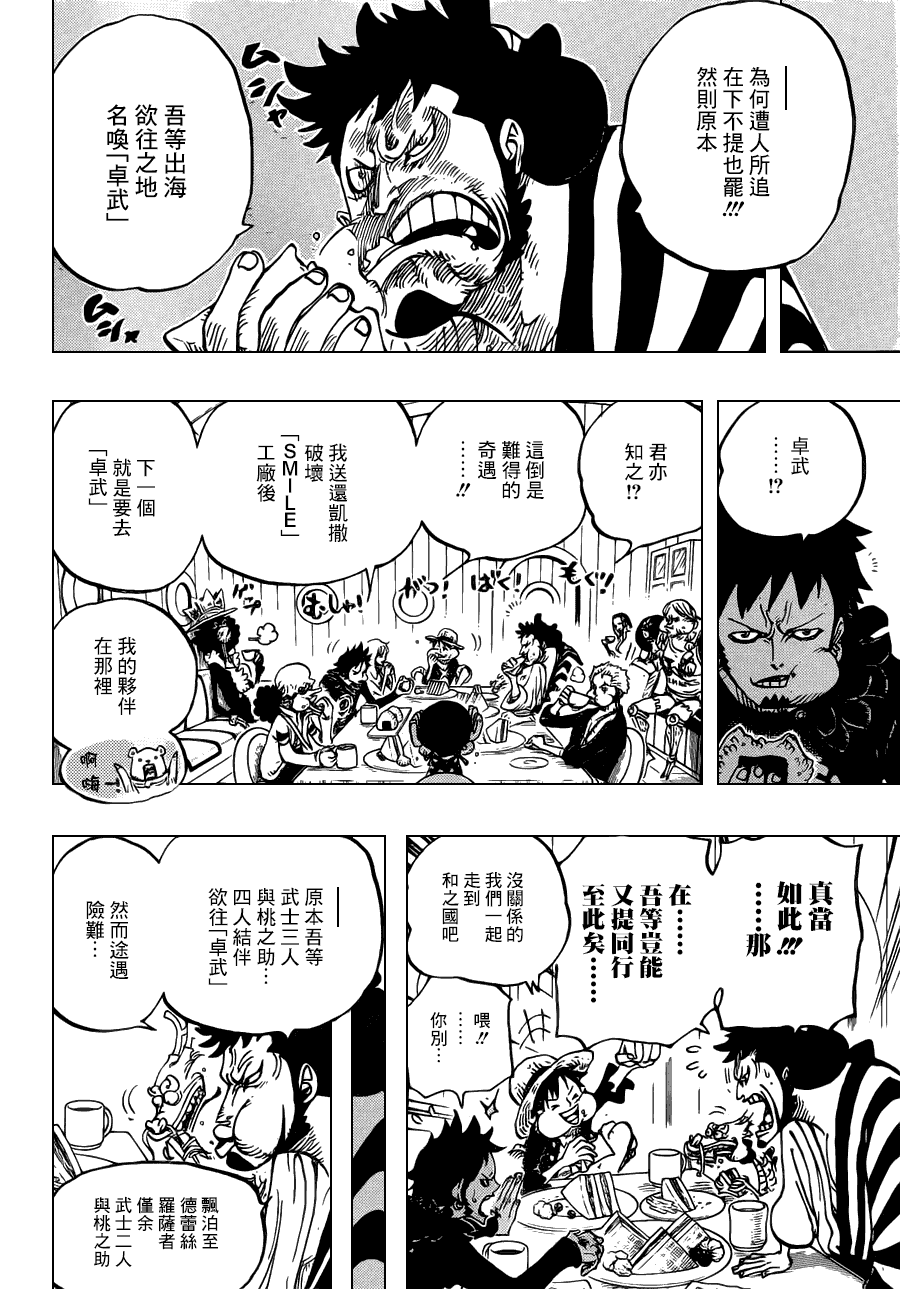 為何遭人所追
在下不提也罷
然則原本!!!
吾等出海
欲往之地
名喚「卓武」
ムシャ
ムシャ
卓武
……!?
君亦
知之!?
這倒是
難得的
奇遇
……!!
我送還凱撒
破壞
「SMILE」
工廠後
下一個
就是要去
「卓武」
我的夥伴
在那裡
啊
嗨─!
もぐ!
ばく!
がっ!
むしゃ!
真當
如此!!!
……那
在……
吾等豈能
又提同行
至此矣……
沒關係的
我們一起
走到
和之國吧
喂!!
……
你別…
原本吾等
武士三人
與桃之助…
四人結伴
欲往「卓武」
然而途遇
險難…
飄泊至
德蕾絲
羅薩者
僅余
武士二人
與桃之助